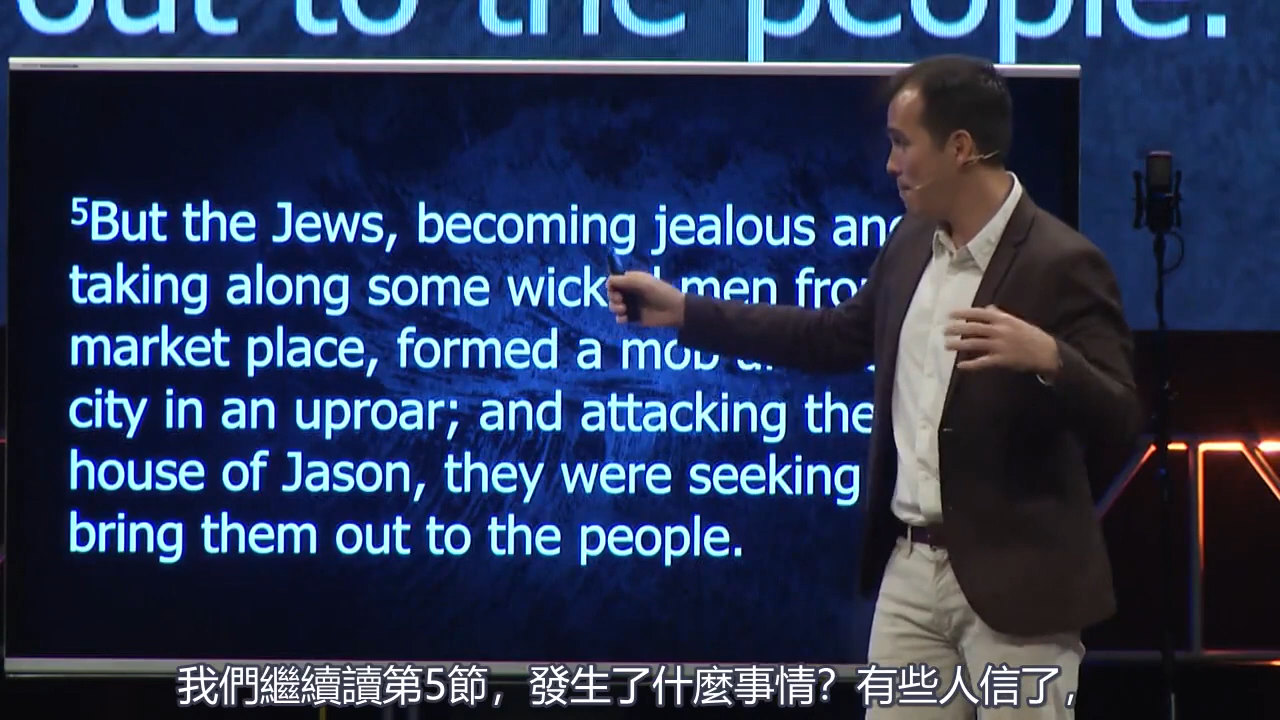 out to the people.
5But the Jews, becoming jealous and
taking along some men
market place, formed a mob
city in an uproar; and attacking the
house of Jason, they were seeking
bring them out to the people.
我們繼續讀第5節，發生了什麼事情？有些人信了，